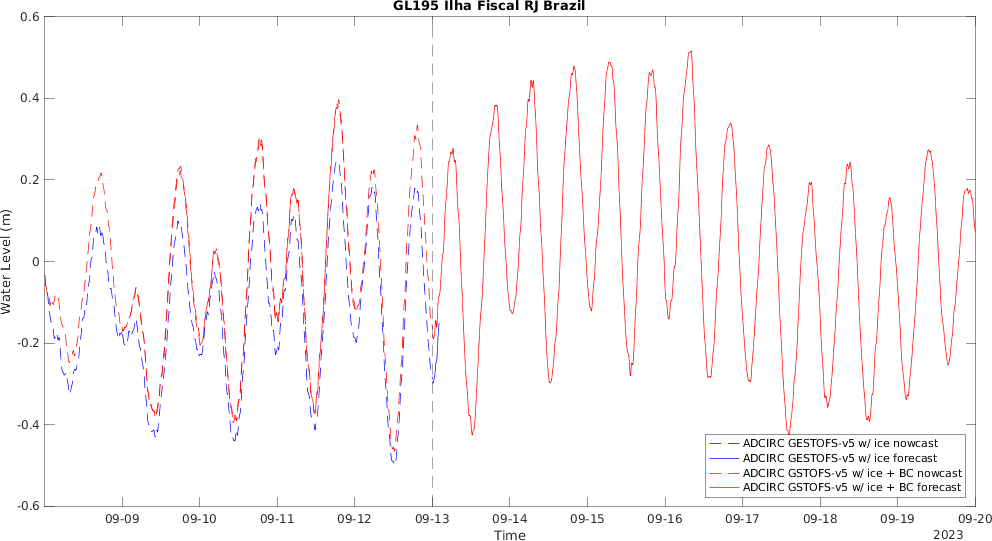 GL195 Ilha Fiscal RJ Brazil
0.6
0.4
0.2
0
-0.2
-0.4
-0.6
Water Level (m)
ADCIRC GESTOFS-v5 w/ ice nowcast
ADCIRC GESTOFS-v5 w/ ice forecast
ADCIRC GSTOFS-v5 w/ ice + BC nowcast
ADCIRC GSTOFS-v5 w/ ice + BC forecast
09-09 09-10 09-11 09-12 09-13 09-14 09-15 09-16 09-17 09-18 09-19 09-20
Time
2023